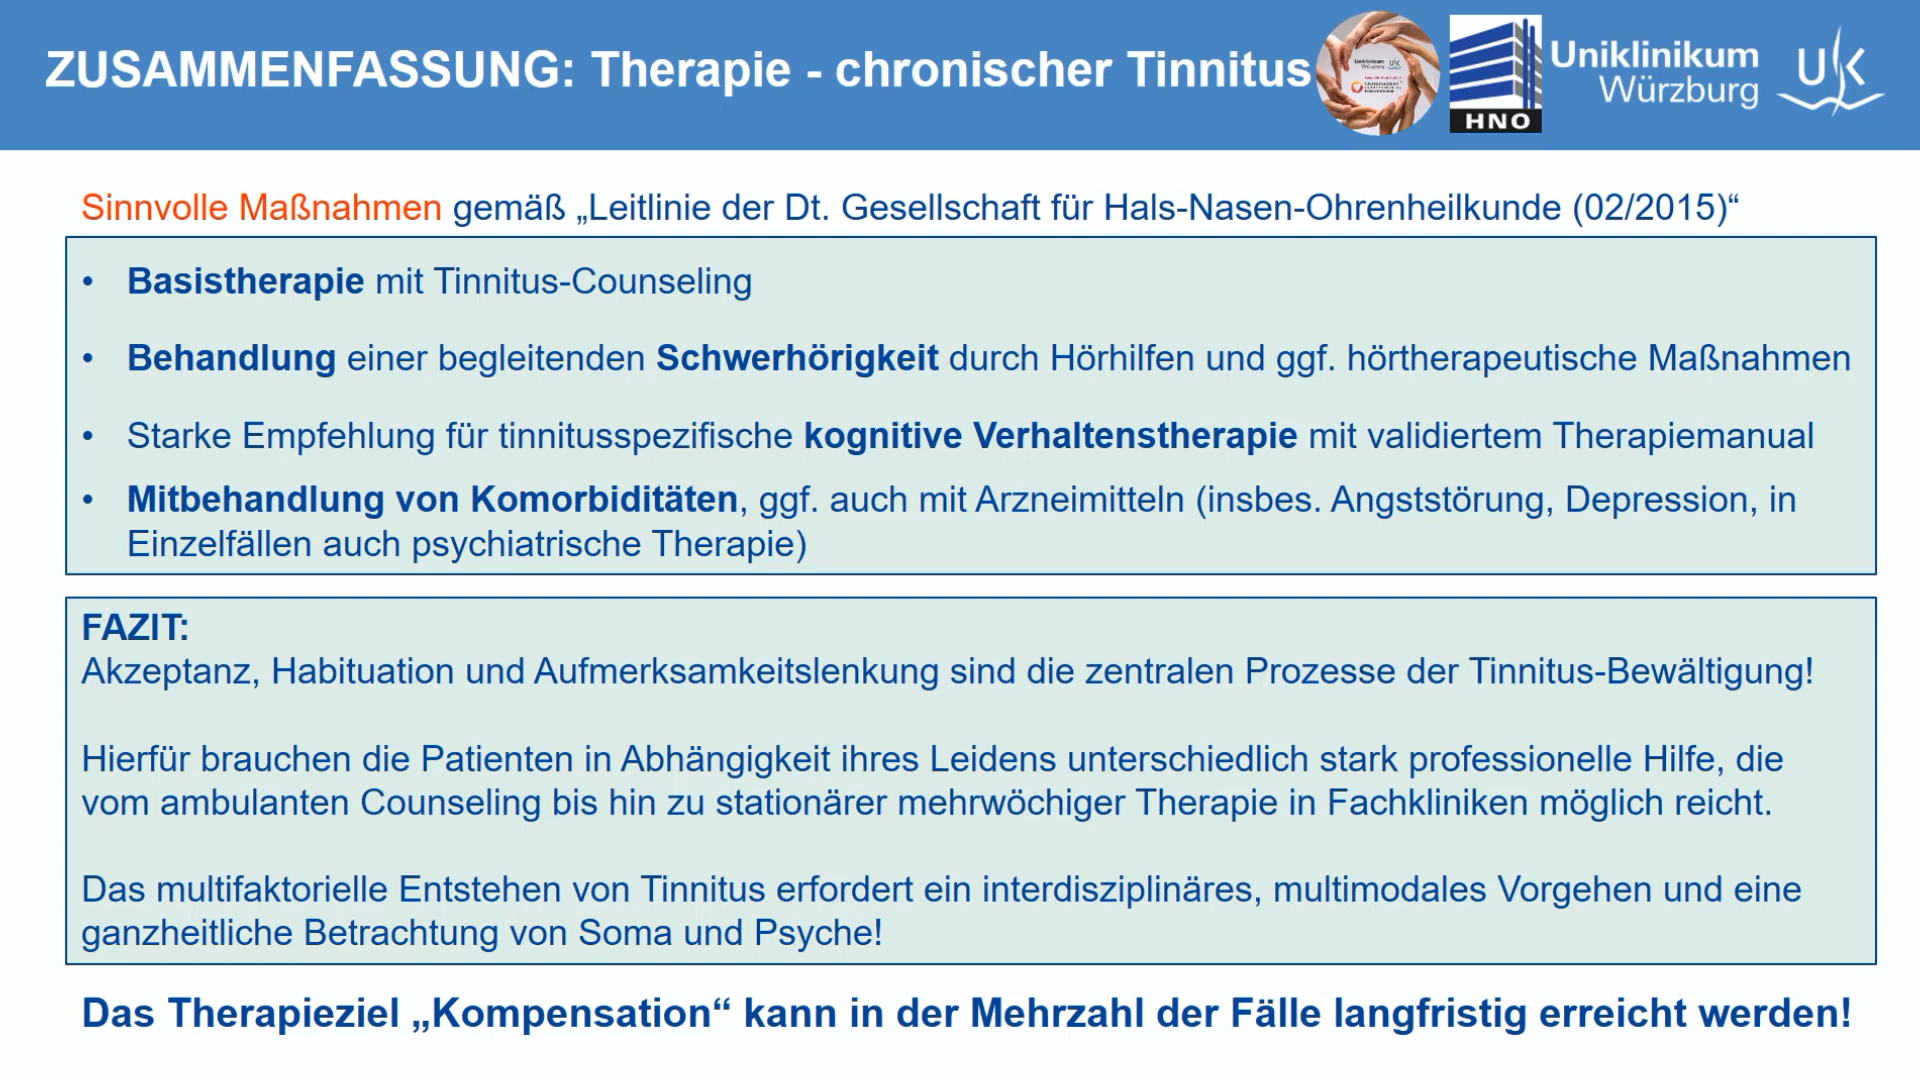 ZUSAMMENFASSUNG: Therapie - chronischer Tinnitus
Uniklinikum
Würzburg
HNO
Uniklinikum
Würzburg
Sinnvolle Maßnahmen gemäß „Leitlinie der Dt. Gesellschaft für Hals-Nasen-Ohrenheilkunde (02/2015)“
• Basistherapie mit Tinnitus-Counseling
• Behandlung einer begleitenden Schwerhörigkeit durch Hörhilfen und ggf. hörtherapeutische Maßnahmen
• Starke Empfehlung für tinnitusspezifische kognitive Verhaltenstherapie mit validiertem Therapiemanual
• Mitbehandlung von Komorbiditäten, ggf. auch mit Arzneimitteln (insbes. Angststörung, Depression, in
Einzelfällen auch psychiatrische Therapie)
FAZIT:
Akzeptanz, Habituation und Aufmerksamkeitslenkung sind die zentralen Prozesse der Tinnitus-Bewältigung!
Hierfür brauchen die Patienten in Abhängigkeit ihres Leidens unterschiedlich stark professionelle Hilfe, die
vom ambulanten Counseling bis hin zu stationärer mehrwöchiger Therapie in Fachkliniken möglich reicht.
Das multifaktorielle Entstehen von Tinnitus erfordert ein interdisziplinäres, multimodales Vorgehen und eine
ganzheitliche Betrachtung von Soma und Psyche!
Das Therapieziel „Kompensation“ kann in der Mehrzahl der Fälle langfristig erreicht werden!